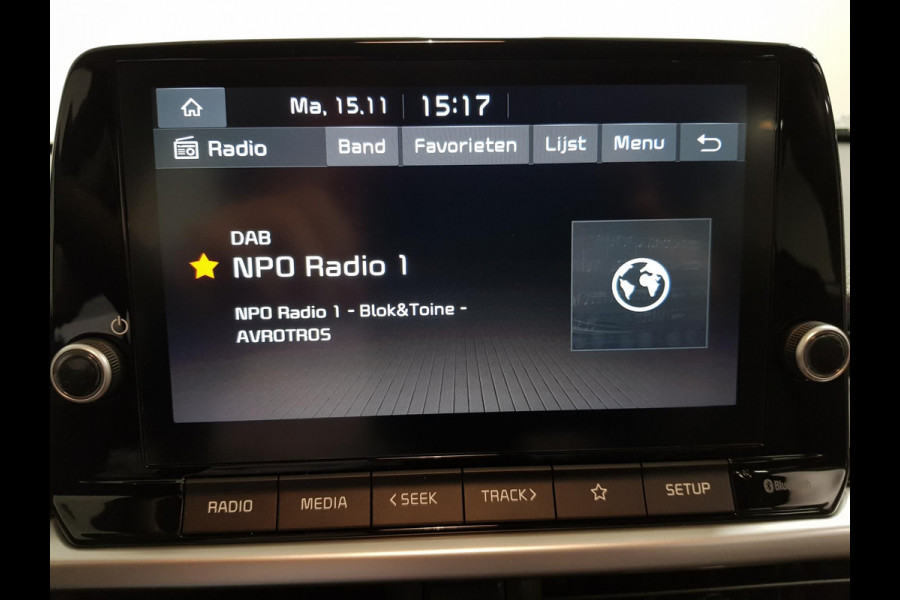 Ma, 15.11 15:17
Radio Band Favorieten Lijst Menu
DAB
NPO Radio 1
NPO Radio 1 - Blok&Toine -
AVROTROS
RADIO MEDIA < SEEK TRACK > SETUP